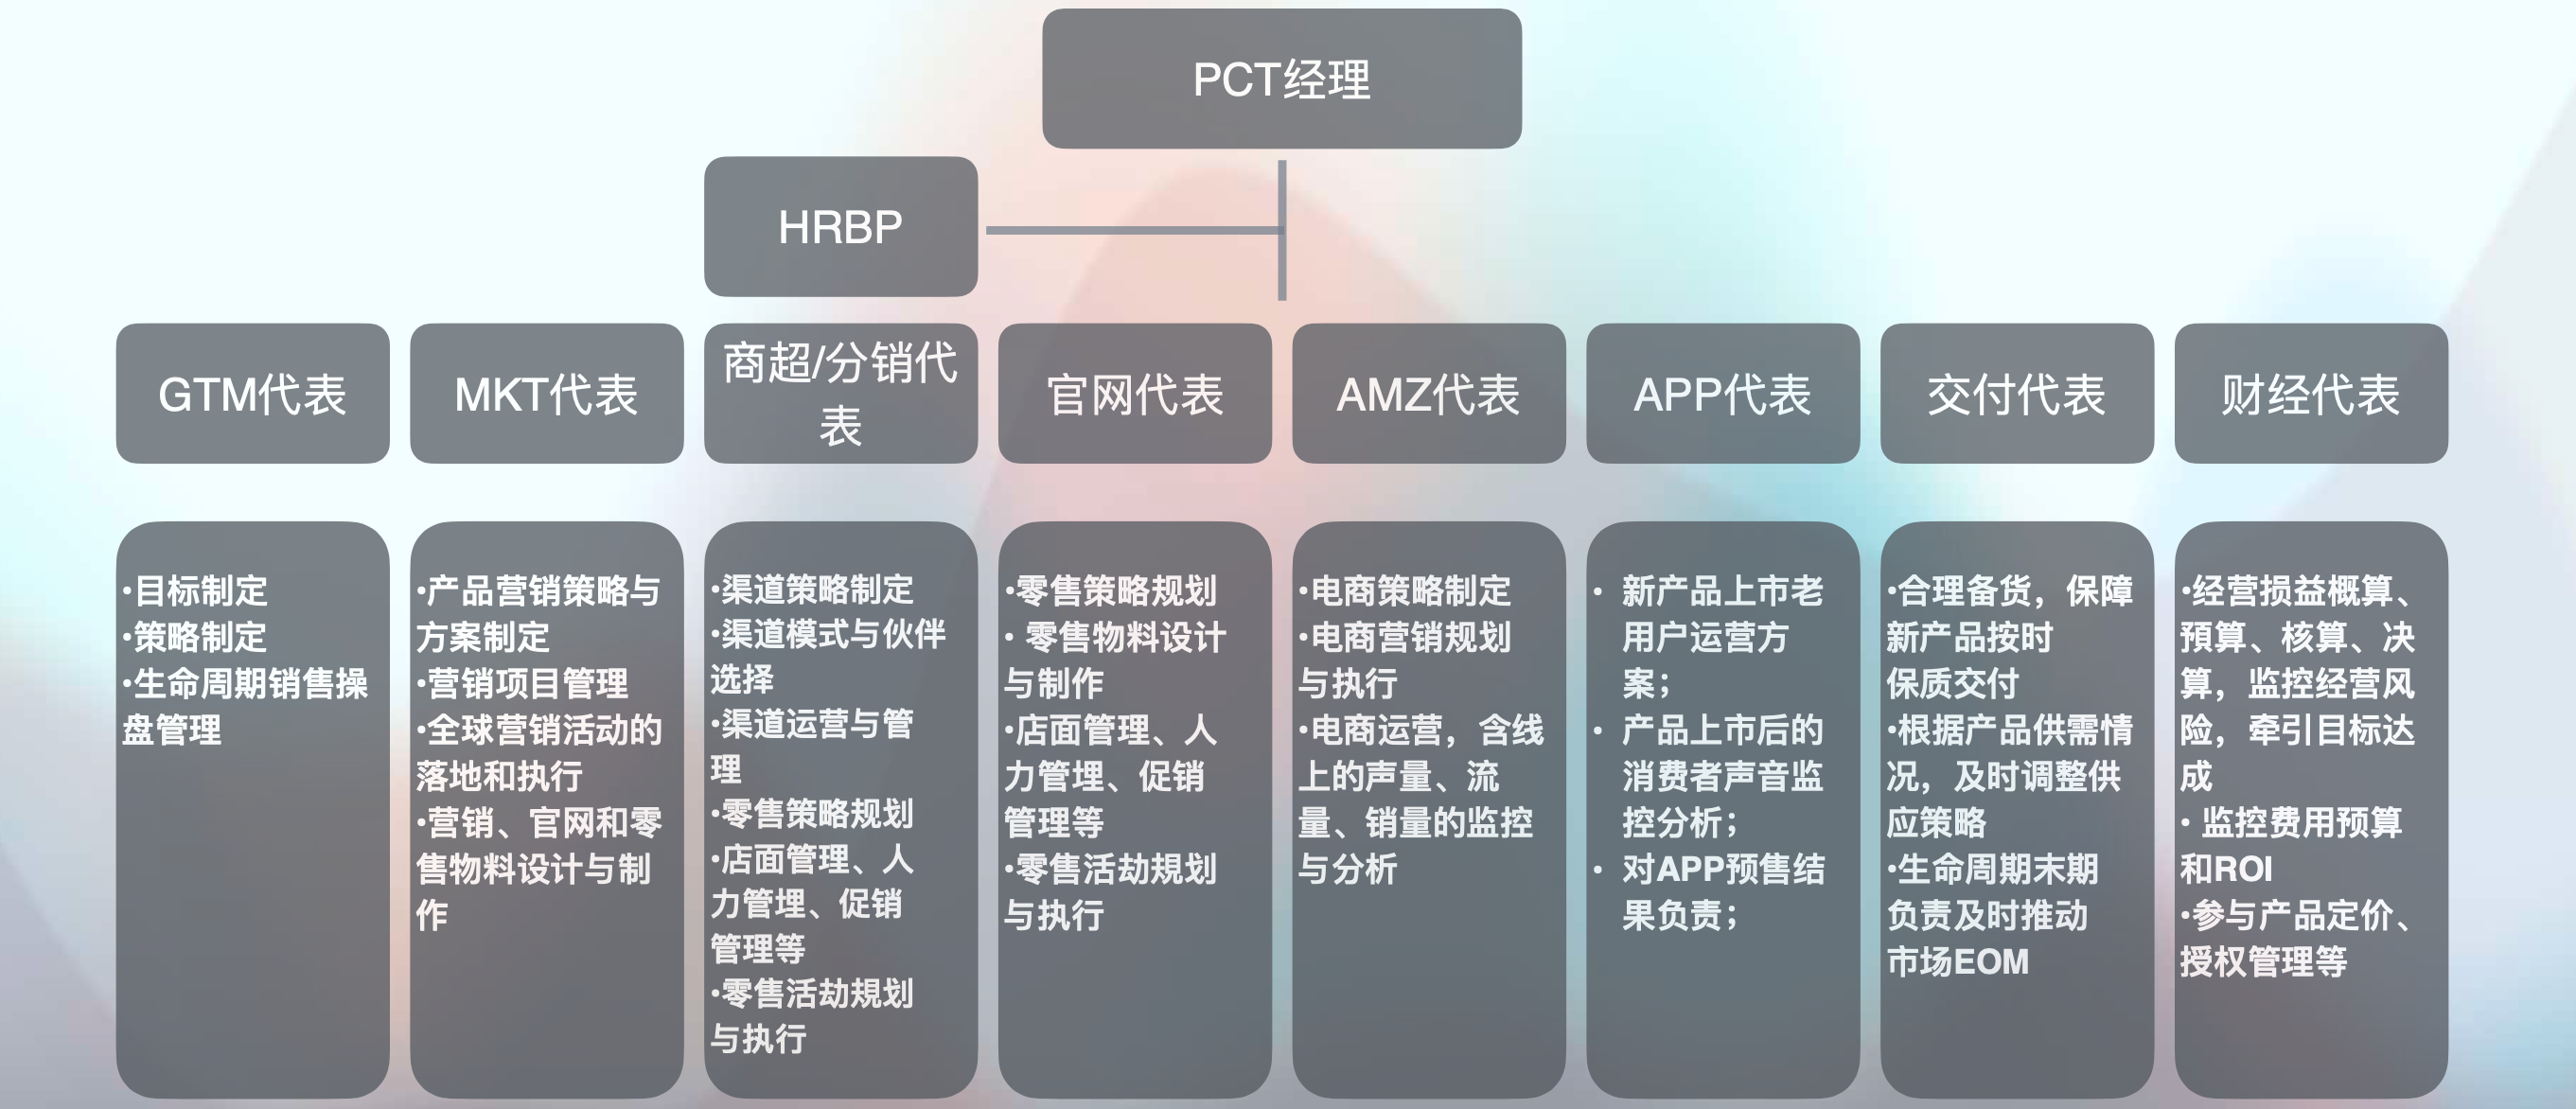 PCT经理
HRBP
GTM代表
MKT代表
商超/分销代
表
官网代表
AMZ代表
APP代表
交付代表
财经代表
•目标制定
•策略制定
•生命周期销售操
盘管理
•产品营销策略与
方案制定
•营销项目管理
•全球营销活动的
落地和执行
•营销、官网和零
售物料设计与制
作
•渠道策略制定
•渠道模式与伙伴
选择
•渠道运营与管
理
•零售策略规划
•店面管理、人
力管埋、促销
管理等
•零售活劫规划
与执行
•零售策略规划
• 零售物料设计
与制作
•店面管理、人
力管埋、促销
管理等
•零售活劫规划
与执行
•电商策略制定
•电商营销规划
与执行
•电商运营，含线
上的声量、流
量、销量的监控
与分析
• 新产品上市老
用户运营方
案；
• 产品上市后的
消费者声音监
控分析；
• 对APP预售结
果负责；
•合理备货，保障
新产品按时
保质交付
•根据产品供需情
况，及时调整供
应策略
•生命周期末期
负责及时推动
市场EOM
•经营损益概算、
預算、核算、决
算，监控经营风
险，牵引目标达
成
• 监控费用预算
和ROI
•参与产品定价、
授权管理等